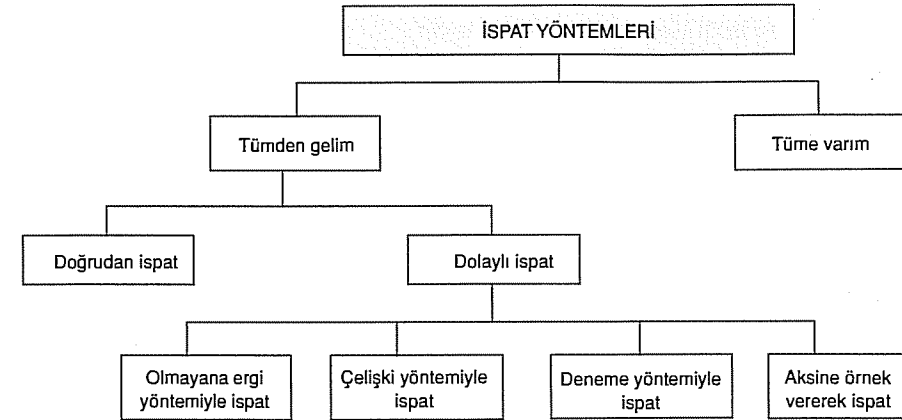 İSPAT YÖNTEMLERİ
Tümden gelim
Tüme varım
Doğrudan ispat
Dolaylı ispat
Olmayana ergi
yöntemiyle ispat
Çelişki yöntemiyle
ispat
Deneme yöntemiyle
ispat
Aksine örnek
vererek ispat